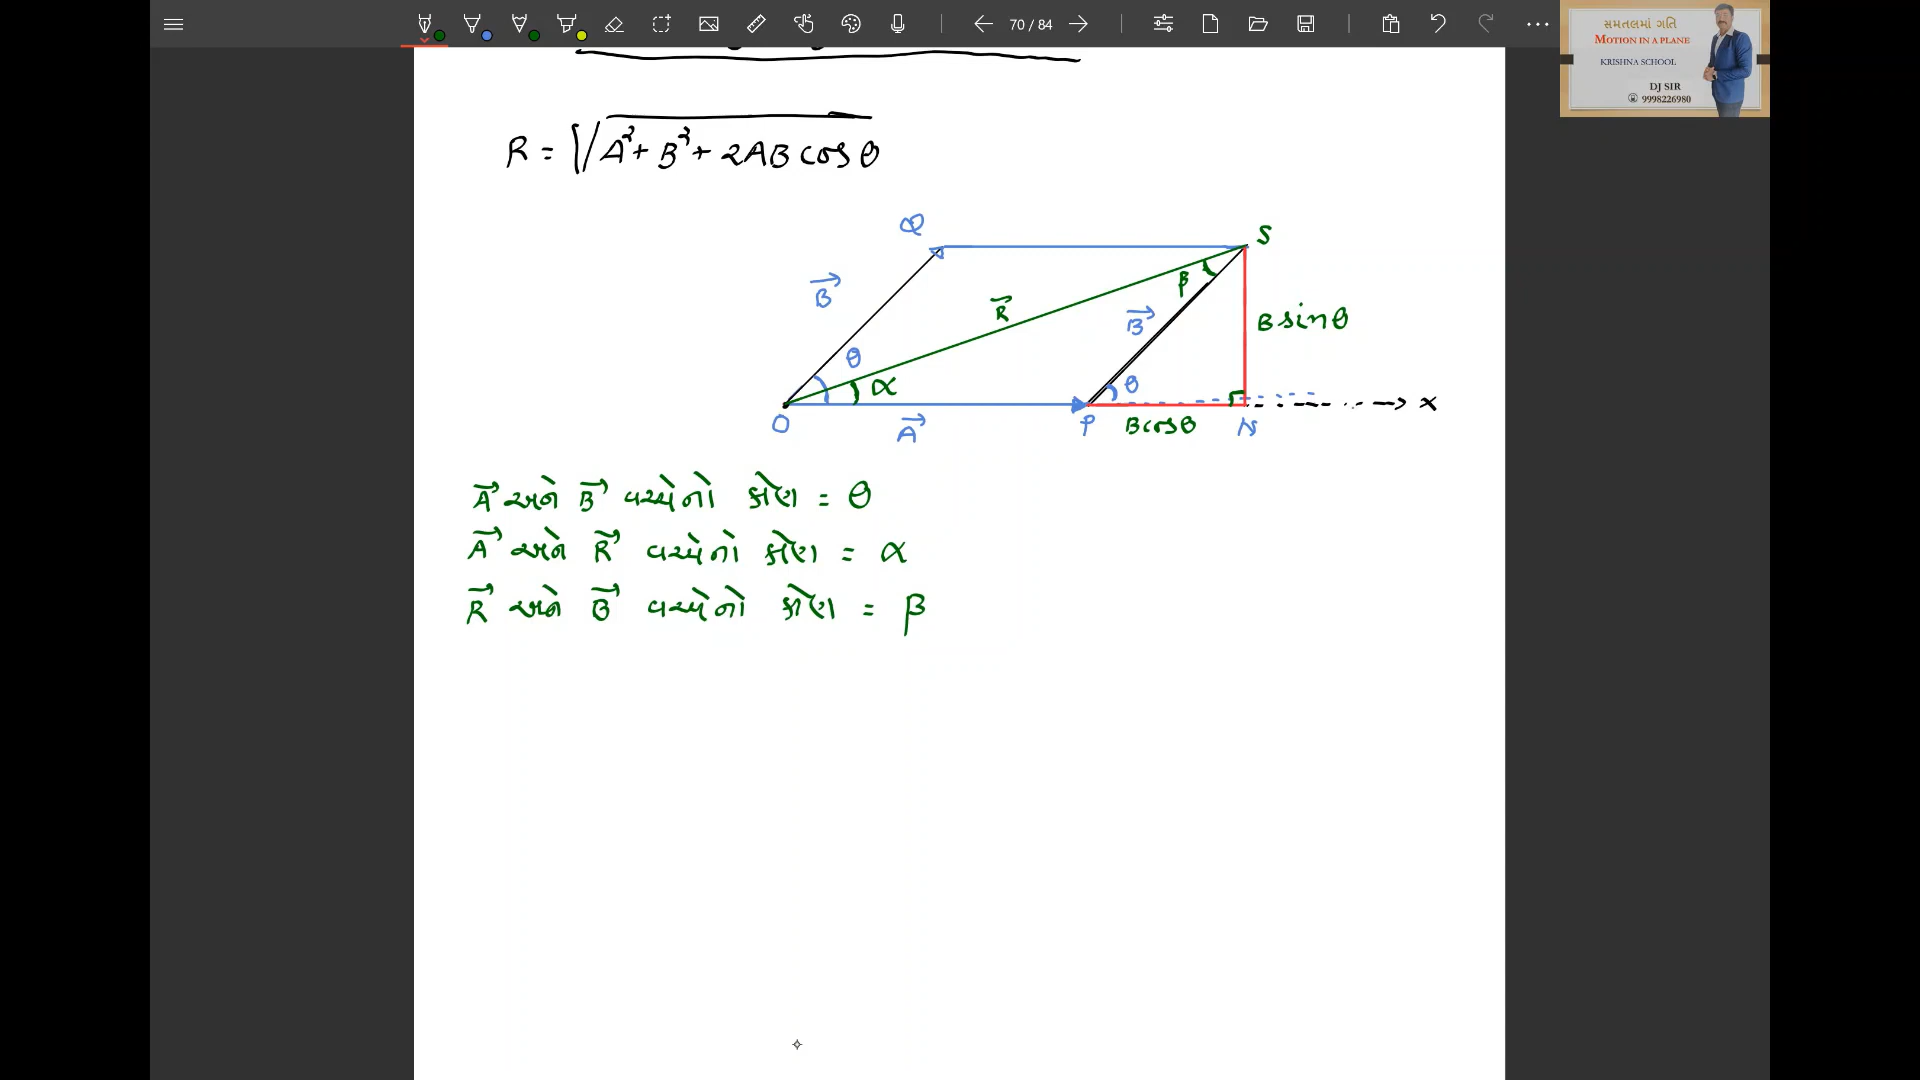 70 / 84
સમતલમાં ગતિ
MOTION IN A PLANE
KRISHNA SCHOOL
DJ SIR
9998226980
R = √A² + B² + 2AB cos θ
Q
S
B⃗
R⃗
β
B⃗
B sinθ
θ
α
θ
O
A⃗
P
B cosθ
N
x
A⃗ અને B⃗ વચ્ચેનો કોણ = θ
A⃗ અને R⃗ વચ્ચેનો કોણ = α
R⃗ અને B⃗ વચ્ચેનો કોણ = β